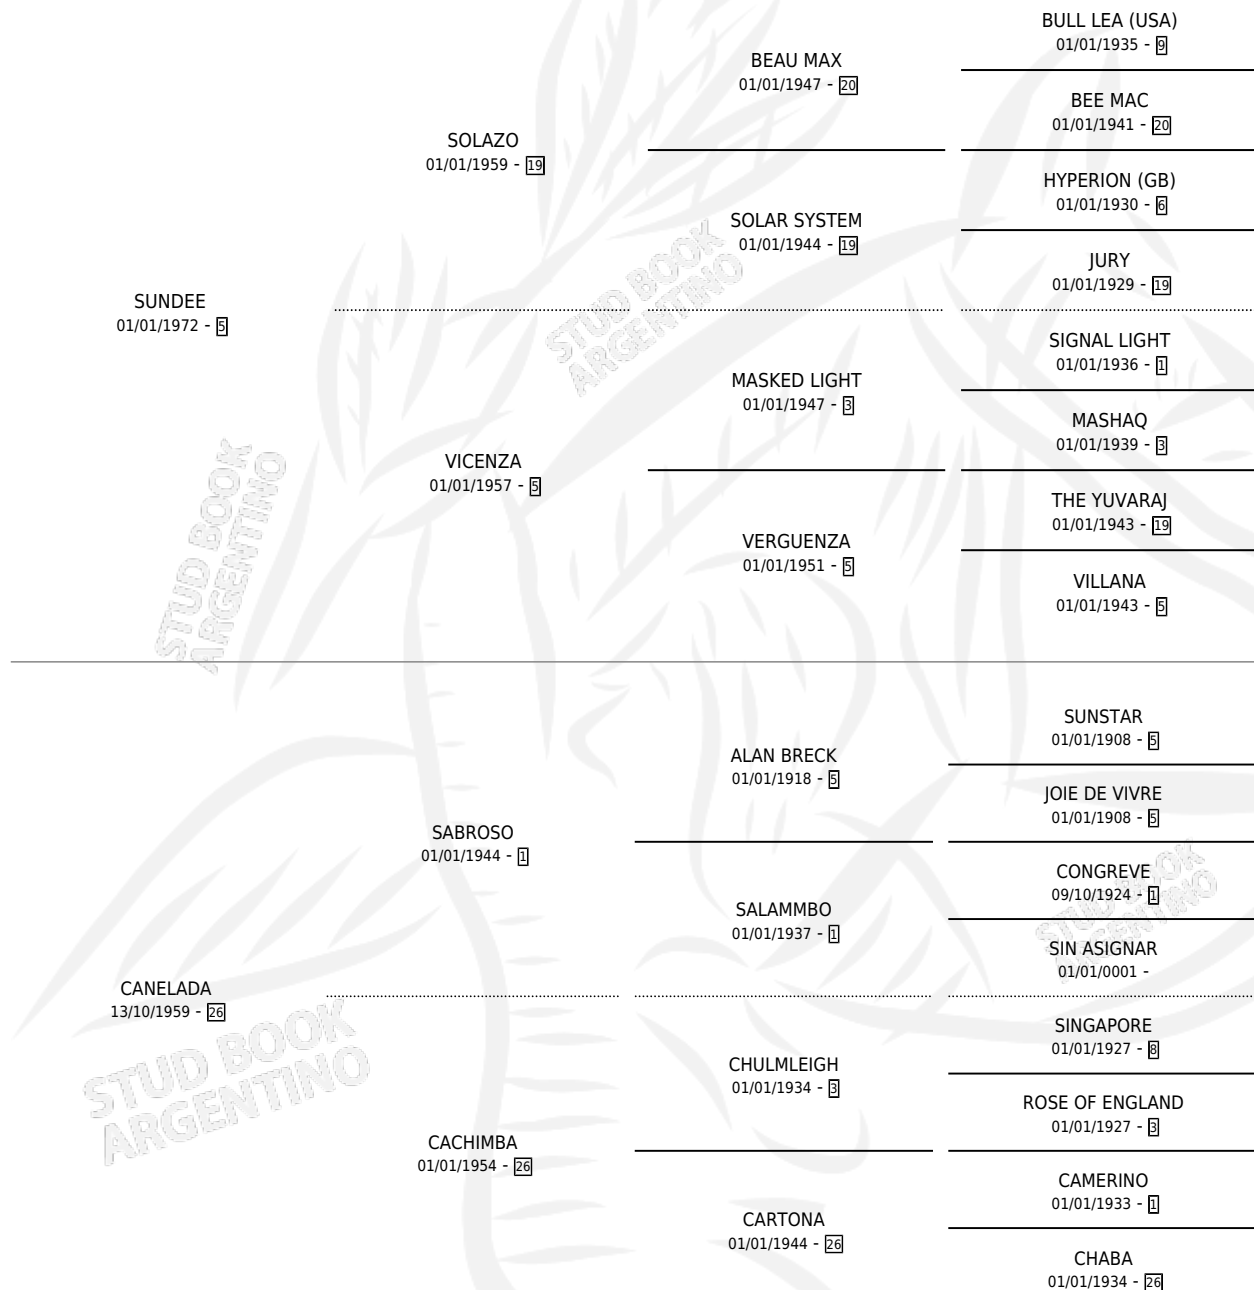 BULL LEA (USA)
01/01/1935 - 9
BEAU MAX
01/01/1947 - 20
BEE MAC
01/01/1941 - 20
SOLAZO
01/01/1959 - 19
HYPERION (GB)
01/01/1930 - 6
SOLAR SYSTEM
01/01/1944 - 19
JURY
01/01/1929 - 19
SUNDEE
01/01/1972 - 5
SIGNAL LIGHT
01/01/1936 - 1
MASKED LIGHT
01/01/1947 - 3
MASHAQ
01/01/1939 - 3
VICENZA
01/01/1957 - 5
THE YUVARAJ
01/01/1943 - 19
VERGUENZA
01/01/1951 - 5
VILLANA
01/01/1943 - 5
SUNSTAR
01/01/1908 - 5
ALAN BRECK
01/01/1918 - 5
JOIE DE VIVRE
01/01/1908 - 5
SABROSO
01/01/1944 - 1
CONGREVE
09/10/1924 - 1
SALAMMBO
01/01/1937 - 1
SIN ASIGNAR
01/01/0001 -
CANELADA
13/10/1959 - 26
SINGAPORE
01/01/1927 - 8
CHULMLEIGH
01/01/1934 - 3
ROSE OF ENGLAND
01/01/1927 - 3
CACHIMBA
01/01/1954 - 26
CAMERINO
01/01/1933 - 1
CARTONA
01/01/1944 - 26
CHABA
01/01/1934 - 26
STUD BOOK
ARGENTINO
STUD BOOK
ARGENTINO
STUD BOOK
ARGENTINO
STUD BOOK
ARGENTINO